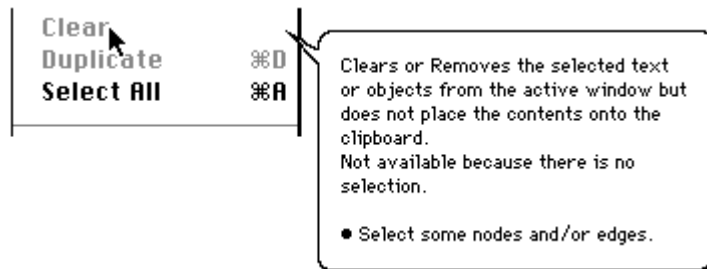 Clear
Duplicate ⌘D
Select All ⌘A
Clears or Removes the selected text
or objects from the active window but
does not place the contents onto the
clipboard.
Not available because there is no
selection.
● Select some nodes and/or edges.